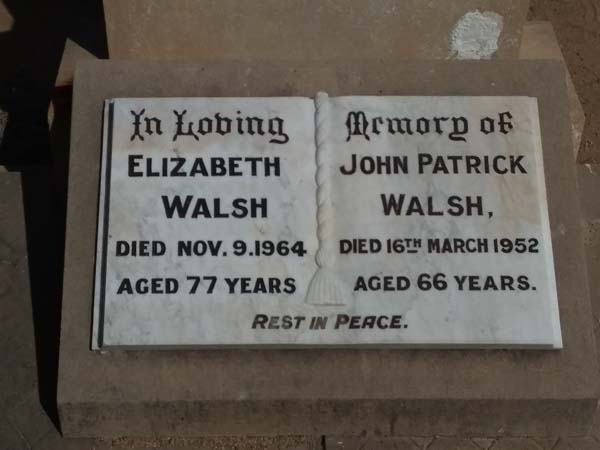 In Loving
ELIZABETH
WALSH
DIED NOV. 9. 1964
AGED 77 YEARS
Memory of
JOHN PATRICK
WALSH,
DIED 16TH MARCH 1952
AGED 66 YEARS.
REST IN PEACE.